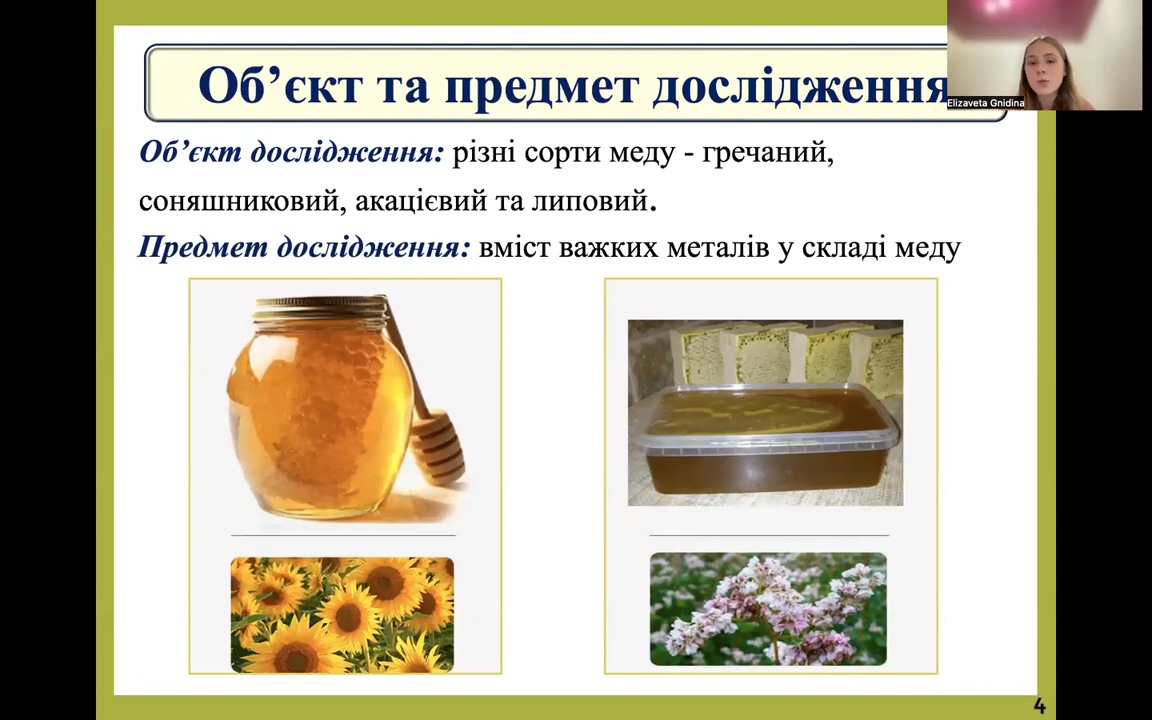 Об’єкт та предмет дослідження
Elizaveta Gnidina
Об’єкт дослідження: різні сорти меду - гречаний,
соняшниковий, акацієвий та липовий.
Предмет дослідження: вміст важких металів у складі меду
4